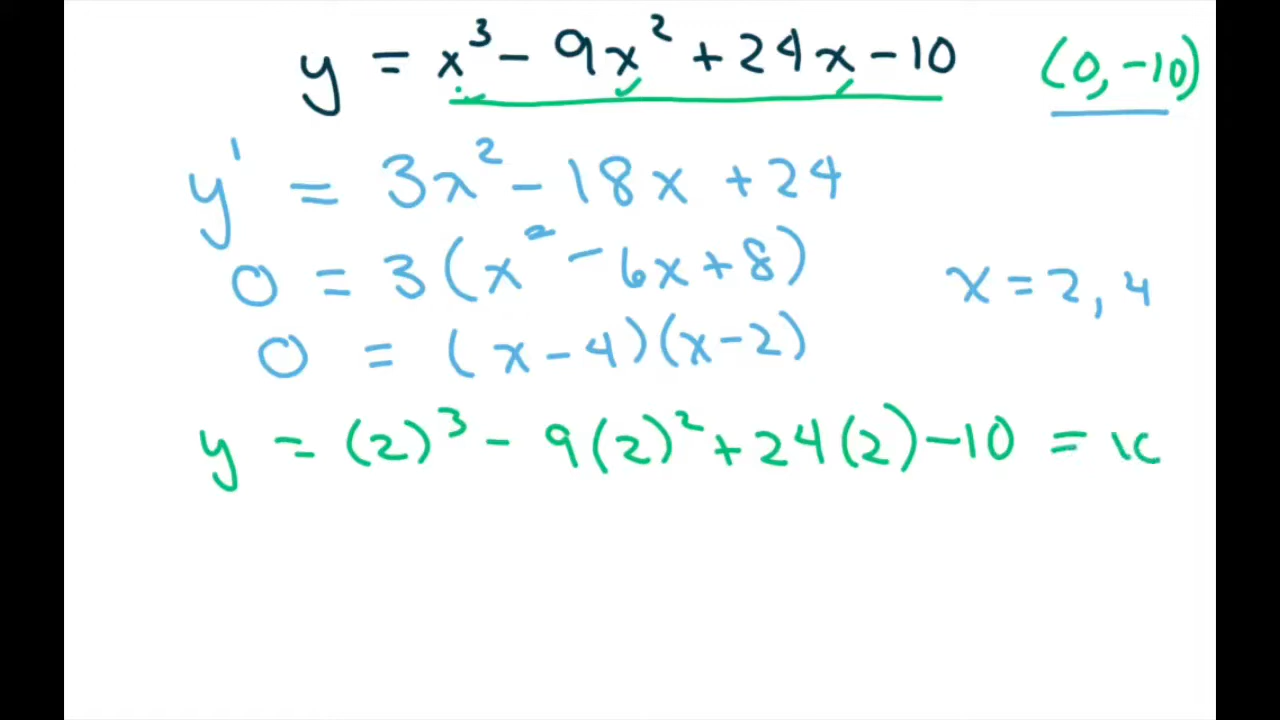 y = x³ - 9x² + 24x - 10 (0, -10)
y' = 3x² - 18x + 24
0 = 3(x² - 6x + 8)
x = 2, 4
0 = (x - 4)(x - 2)
y = (2)³ - 9(2)² + 24(2) - 10 =